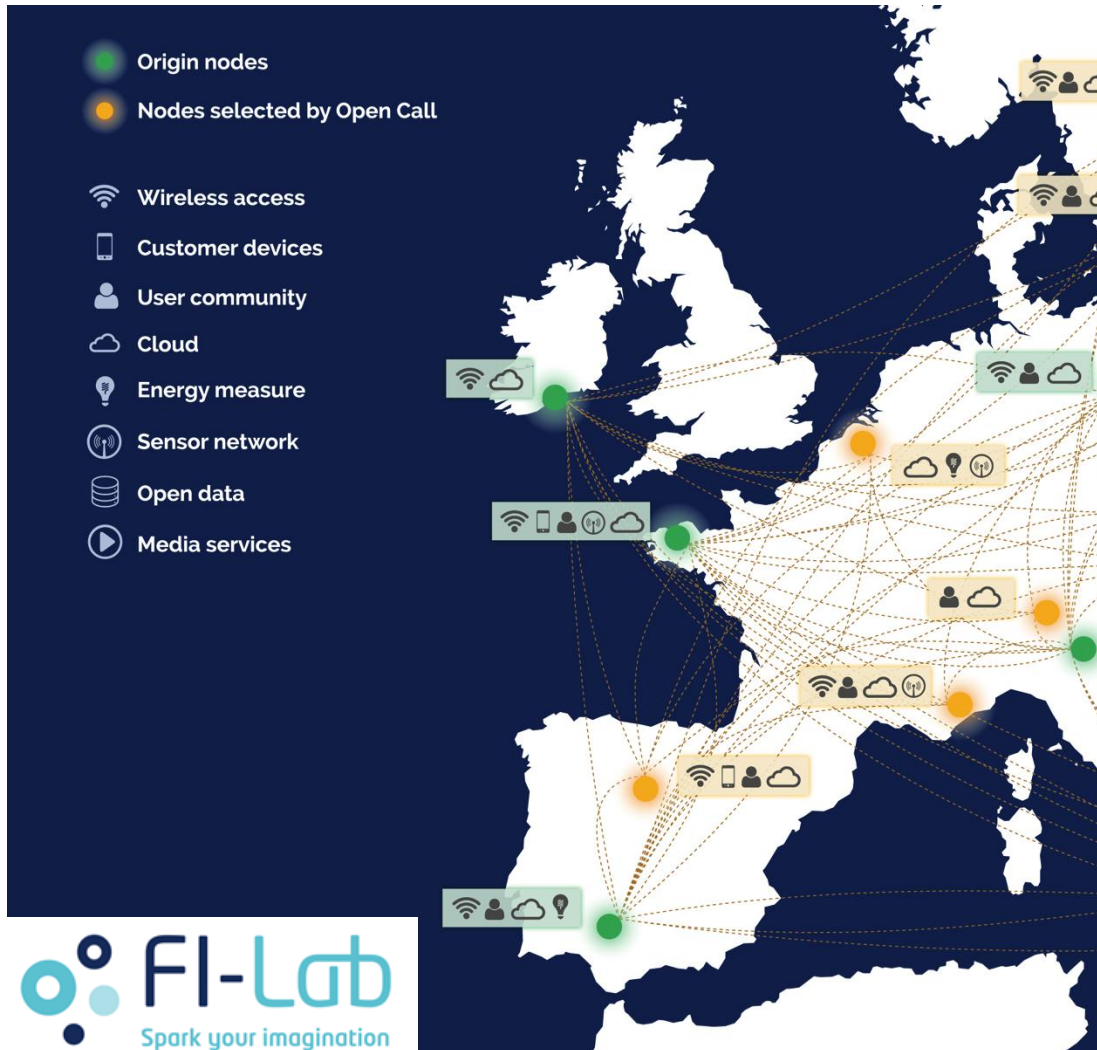 Origin nodes
Nodes selected by Open Call
Wireless access
Customer devices
User community
Cloud
Energy measure
Sensor network
Open data
Media services
FI-Lab
Spark your imagination